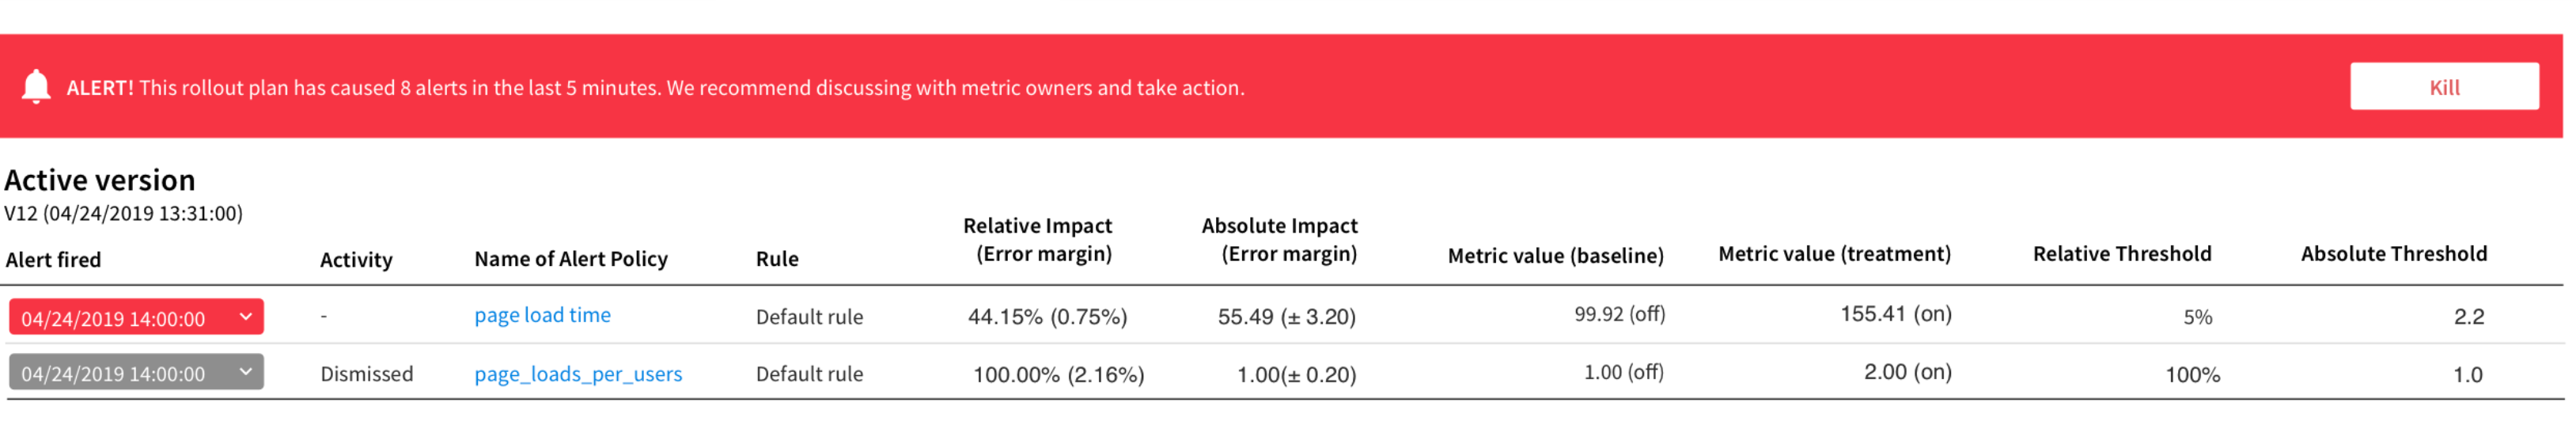 ALERT! This rollout plan has caused 8 alerts in the last 5 minutes. We recommend discussing with metric owners and take action.
Kill
Active version
V12 (04/24/2019 13:31:00)
Alert fired
Activity
Name of Alert Policy
Rule
Relative Impact
(Error margin)
Absolute Impact
(Error margin)
Metric value (baseline)
Metric value (treatment)
Relative Threshold
Absolute Threshold
04/24/2019 14:00:00
-
page load time
Default rule
44.15% (0.75%)
55.49 (± 3.20)
99.92 (off)
155.41 (on)
5%
2.2
04/24/2019 14:00:00
Dismissed
page_loads_per_users
Default rule
100.00% (2.16%)
1.00(± 0.20)
1.00 (off)
2.00 (on)
100%
1.0